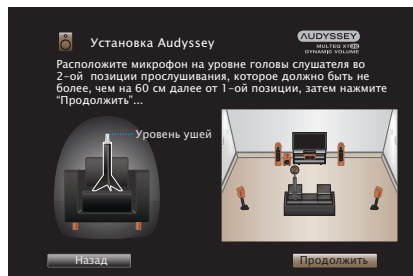 Установка Audyssey
AUDYSSEY
MULTEQ XT32
DYNAMIC VOLUME
Расположите микрофон на уровне головы слушателя во
2-ой позиции прослушивания, которое должно быть не
более, чем на 60 см далее от 1-ой позиции, затем нажмите
“Продолжить”...
Уровень ушей
Назад
Продолжить